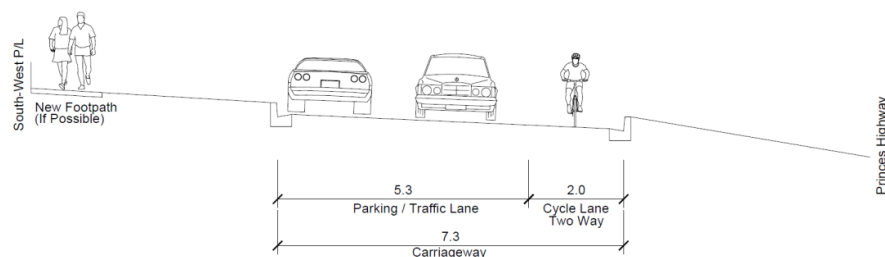 South-West P/L
New Footpath
(If Possible)
5.3
2.0
Parking / Traffic Lane
Cycle Lane
Two Way
7.3
Carriageway
Princes Highway